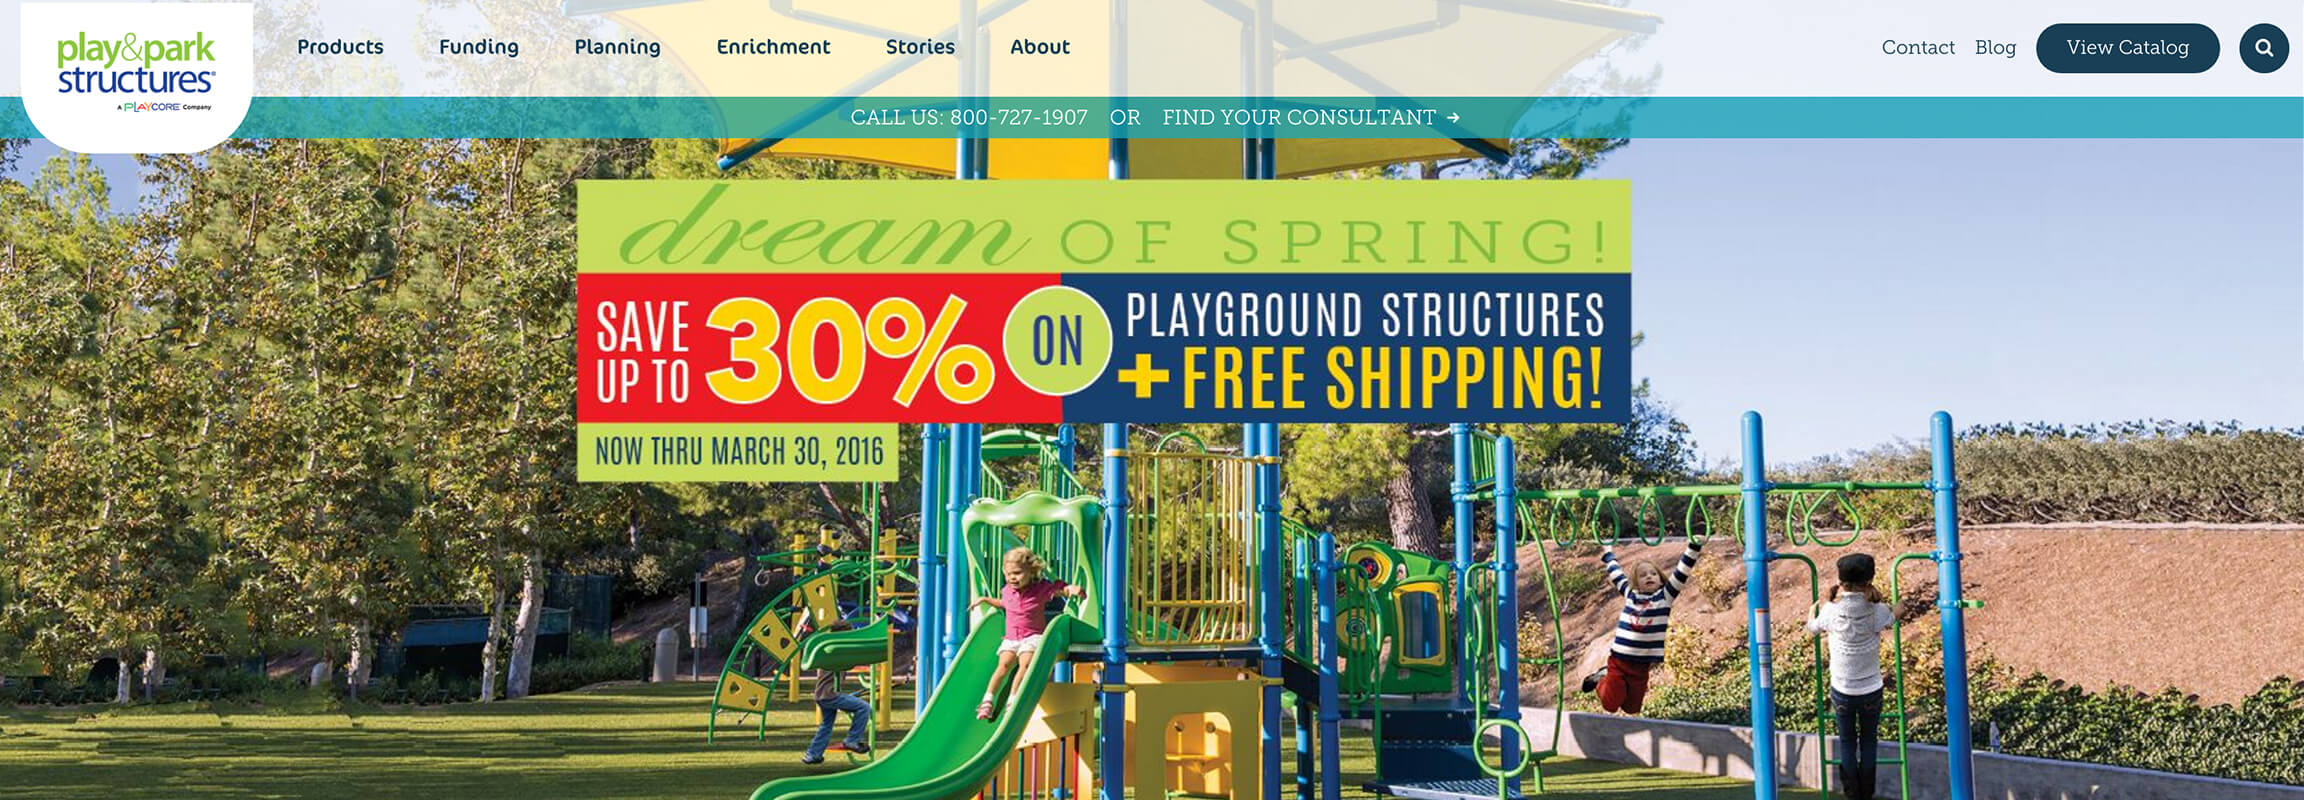 play&park
structures®
A PLAYCORE Company
Products
Funding
Planning
Enrichment
Stories
About
Contact
Blog
View Catalog
CALL US: 800-727-1907 OR FIND YOUR CONSULTANT →
dream OF SPRING!
SAVE
UP TO
30%
ON
PLAYGROUND STRUCTURES
+FREE SHIPPING!
NOW THRU MARCH 30, 2016